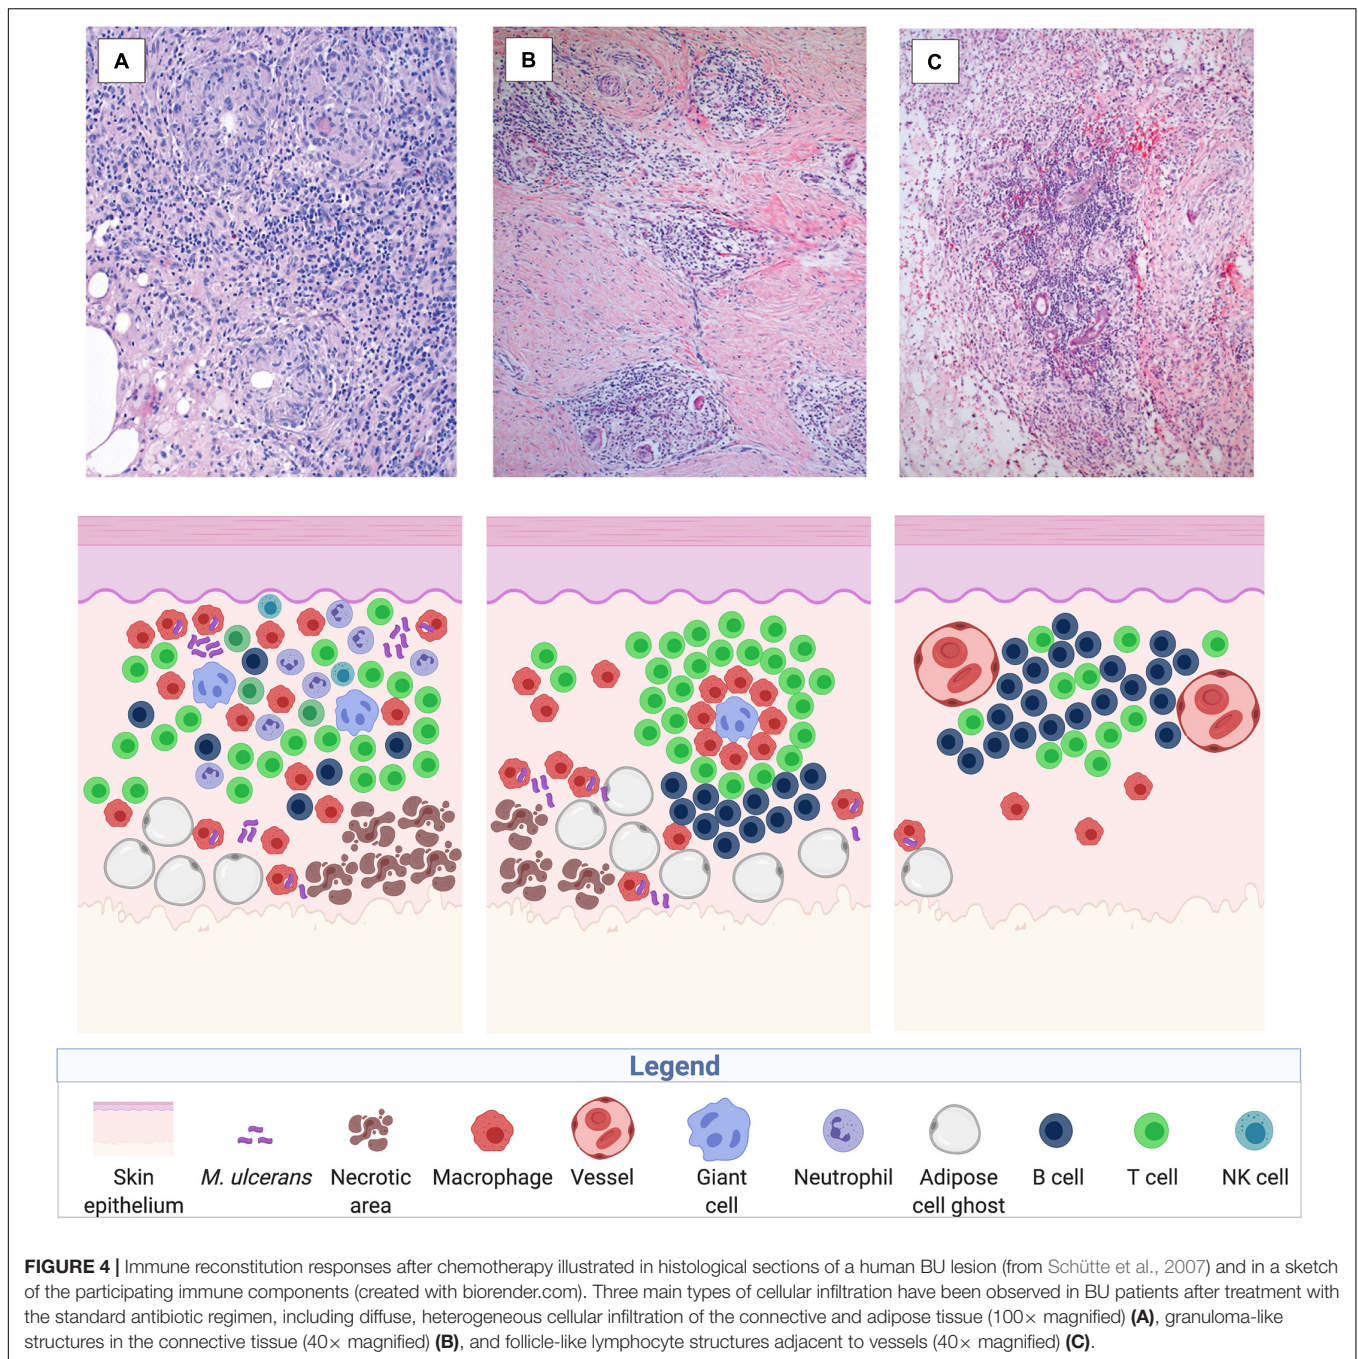 A
B
C
Legend
Skin epithelium
M. ulcerans
Necrotic area
Macrophage
Vessel
Giant cell
Neutrophil
Adipose cell ghost
B cell
T cell
NK cell
FIGURE 4 | Immune reconstitution responses after chemotherapy illustrated in histological sections of a human BU lesion (from Schütte et al., 2007) and in a sketch
of the participating immune components (created with biorender.com). Three main types of cellular infiltration have been observed in BU patients after treatment with
the standard antibiotic regimen, including diffuse, heterogeneous cellular infiltration of the connective and adipose tissue (100× magnified) (A), granuloma-like
structures in the connective tissue (40× magnified) (B), and follicle-like lymphocyte structures adjacent to vessels (40× magnified) (C).